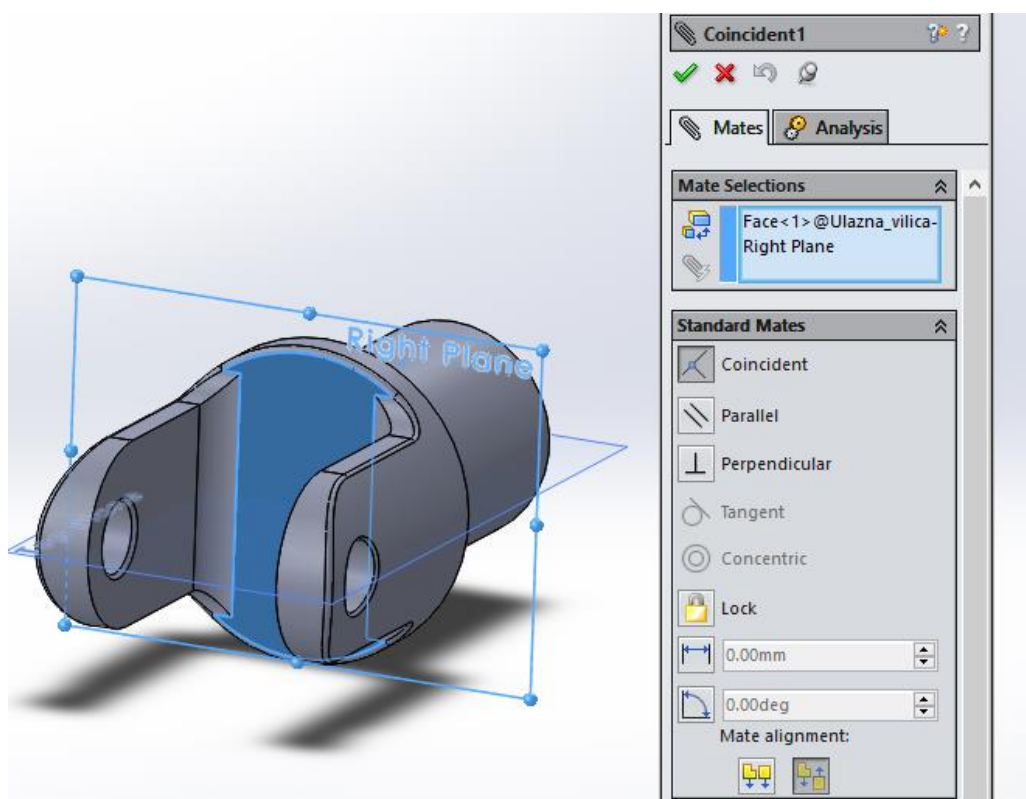 Coincident1
?
Mates
Analysis
Mate Selections
Face<1>@Ulazna_vilica-
Right Plane
Right Plane
Standard Mates
Coincident
Parallel
Perpendicular
Tangent
Concentric
Lock
0.00mm
0.00deg
Mate alignment: